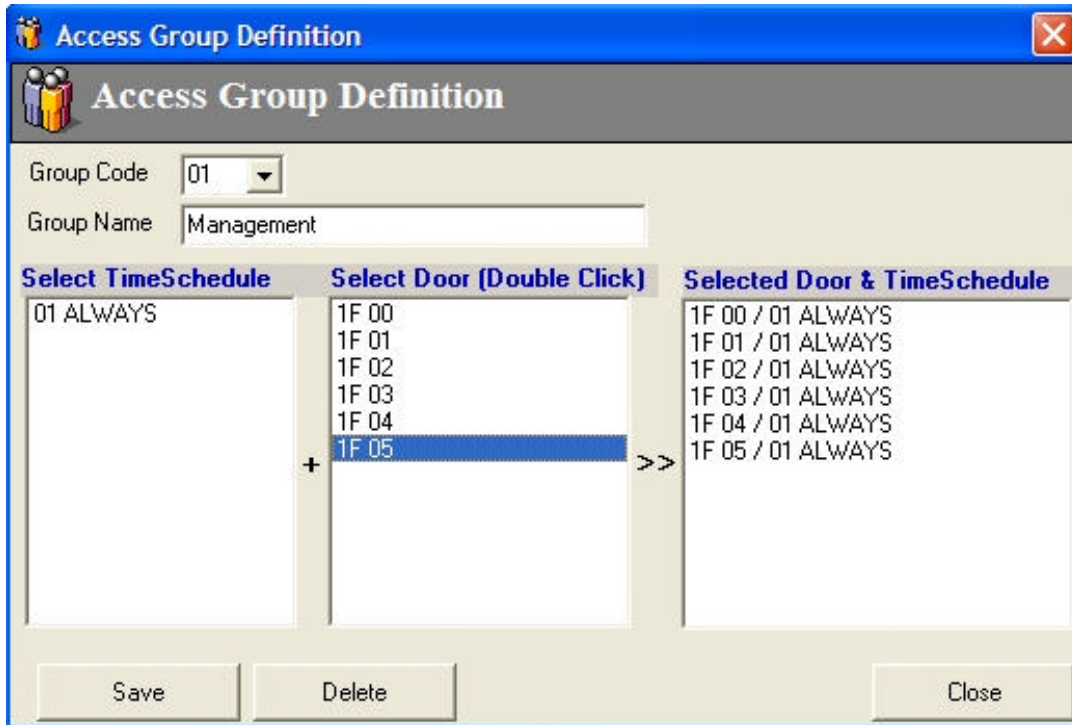 Access Group Definition
Access Group Definition
Group Code 01
Group Name Management
Select TimeSchedule
01 ALWAYS
+
Select Door (Double Click)
1F 00
1F 01
1F 02
1F 03
1F 04
1F 05
>>
Selected Door & TimeSchedule
1F 00 / 01 ALWAYS
1F 01 / 01 ALWAYS
1F 02 / 01 ALWAYS
1F 03 / 01 ALWAYS
1F 04 / 01 ALWAYS
1F 05 / 01 ALWAYS
Save Delete Close